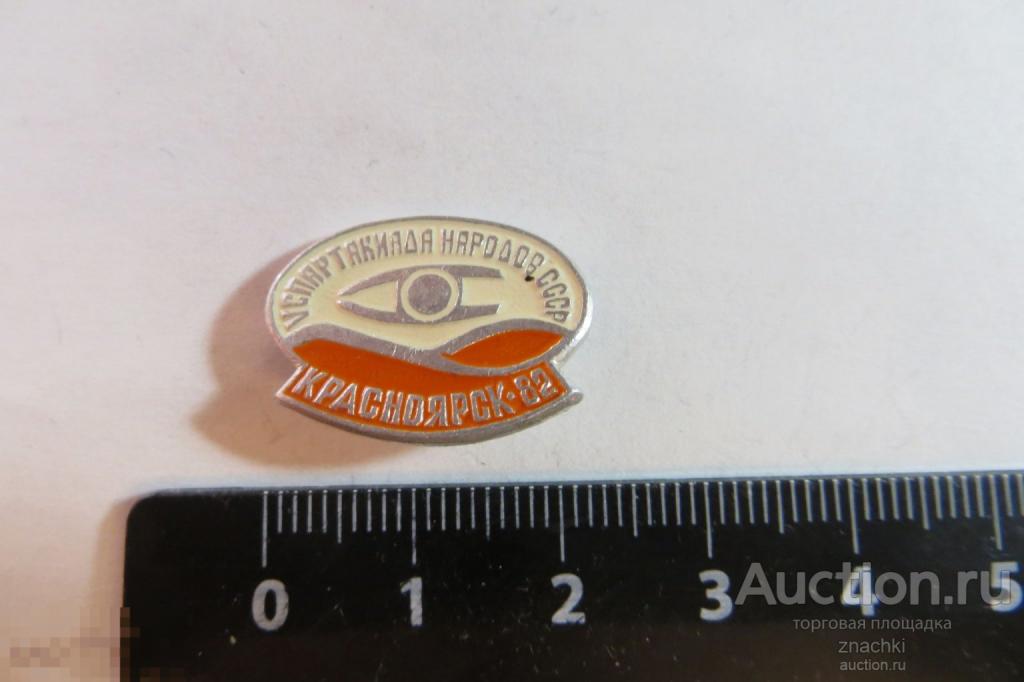 V СПАРТАКИАДА НАРОДОВ СССР
КРАСНОЯРСК·82
0 1 2 3 4 5
Auction.ru
торговая площадка
znachki
auction.ru